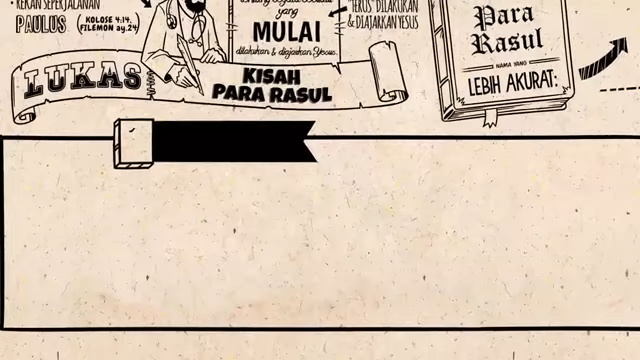 • REKAN SEPERJALANAN
PAULUS (KOLOSE 4:14, FILEMON ay.24)
yang
MULAI
dilakukan & diajarkan Yesus.
"TERUS" DILAKUKAN
& DIAJARKAN YESUS
LUKAS
KISAH
PARA RASUL
Para
Rasul
NAMA YANG
LEBIH AKURAT: